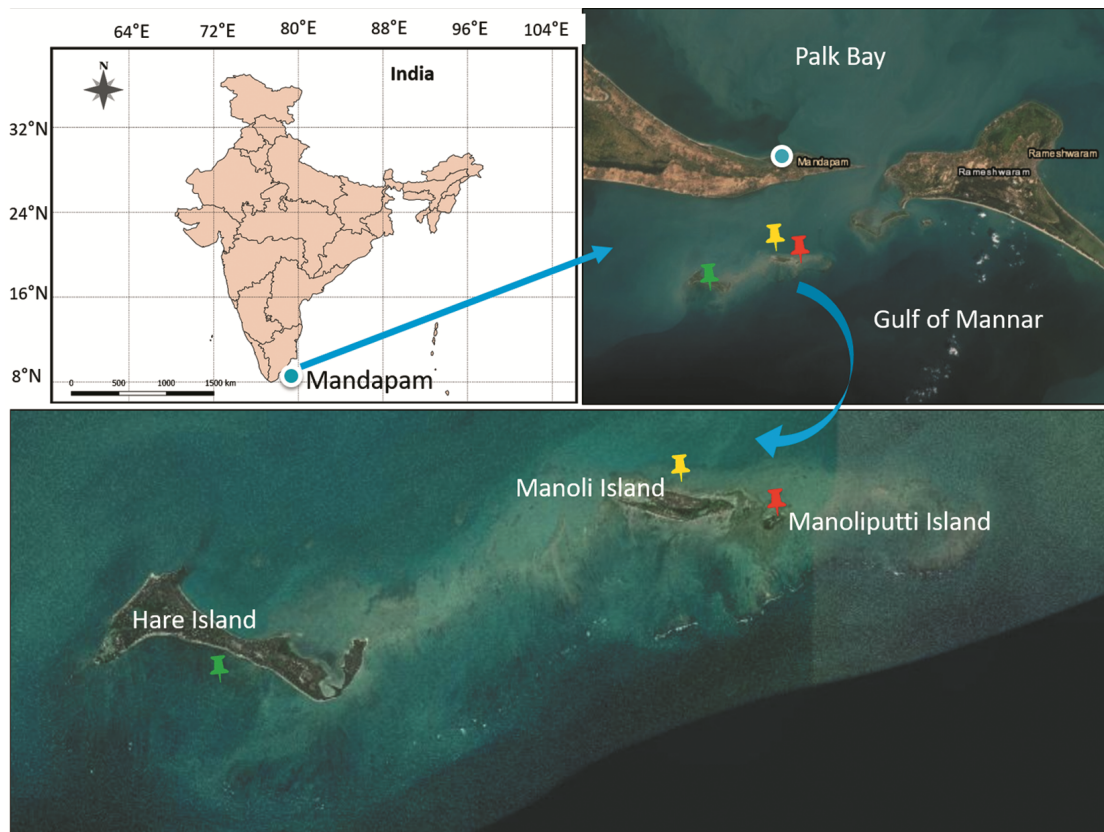 64°E 72°E 80°E 88°E 96°E 104°E
N
India
32°N
24°N
16°N
8°N
0 500 1000 1500 km
Mandapam
Palk Bay
Mandapam
Rameshwaram
Rameshwaram
Gulf of Mannar
Manoli Island
Manoliputti Island
Hare Island